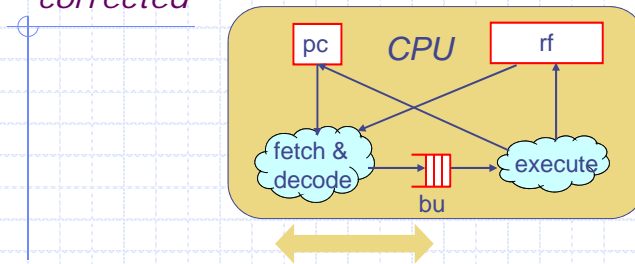 corrected
pc
CPU
rf
fetch &
decode
execute
bu